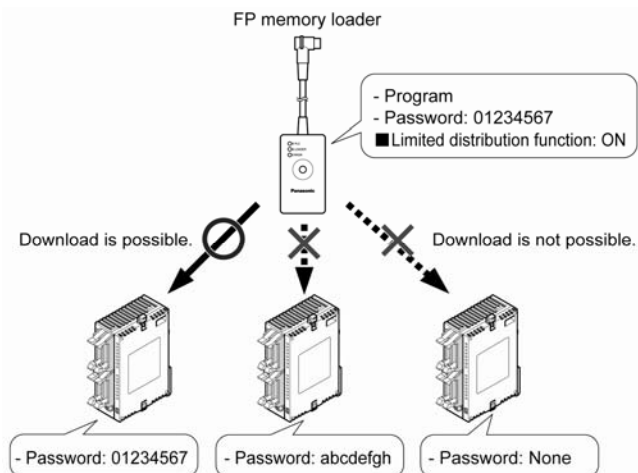 FP memory loader
- Program
- Password: 01234567
■Limited distribution function: ON
Panasonic
Download is possible.
Download is not possible.
- Password: 01234567
- Password: abcdefgh
- Password: None